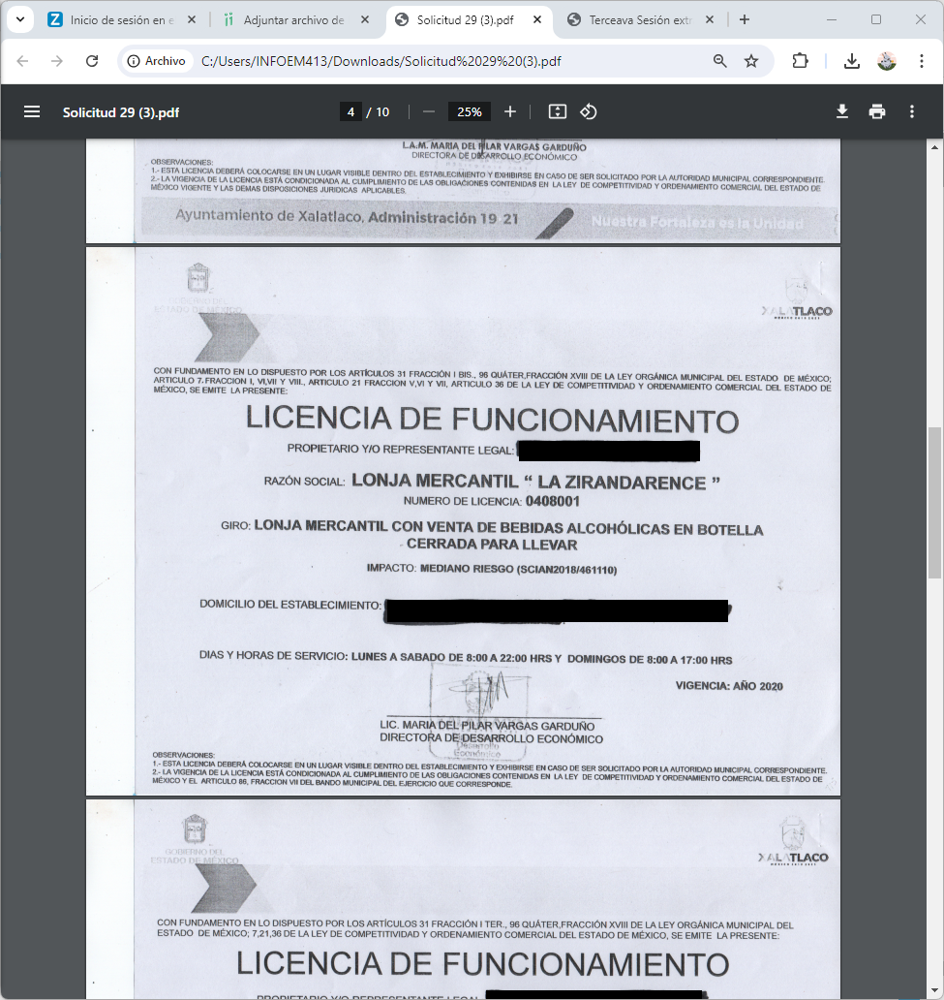 Inicio de sesión en e
Adjuntar archivo de
Solicitud 29 (3).pdf
Terceava Sesión extr
Archivo
C:/Users/INFOEM413/Downloads/Solicitud%2029%20(3).pdf
Solicitud 29 (3).pdf
4 / 10
25%
L.A.M. MARIA DEL PILAR VARGAS GARDUÑO
DIRECTORA DE DESARROLLO ECONÓMICO
OBSERVACIONES:
1.- ESTA LICENCIA DEBERÁ COLOCARSE EN UN LUGAR VISIBLE DENTRO DEL ESTABLECIMIENTO Y EXHIBIRSE EN CASO DE SER SOLICITADO POR LA AUTORIDAD MUNICIPAL CORRESPONDIENTE.
2.- LA VIGENCIA DE LA LICENCIA ESTÁ CONDICIONADA AL CUMPLIMIENTO DE LAS OBLIGACIONES CONTENIDAS EN LA LEY DE COMPETITIVIDAD Y ORDENAMIENTO COMERCIAL DEL ESTADO DE
MÉXICO VIGENTE Y LAS DEMAS DISPOSICIONES JURIDICAS APLICABLES.
Ayuntamiento de Xalatlaco, Administración 19 21
Nuestra Fortaleza es la Unidad
GOBIERNO DEL
ESTADO DE MÉXICO
XALATLACO
CON FUNDAMENTO EN LO DISPUESTO POR LOS ARTÍCULOS 31 FRACCIÓN I BIS., 96 QUÁTER,FRACCIÓN XVIII DE LA LEY ORGÁNICA MUNICIPAL DEL ESTADO DE MÉXICO;
ARTICULO 7. FRACCION I, VI,VII Y VIII., ARTICULO 21 FRACCION V,VI Y VII, ARTICULO 36 DE LA LEY DE COMPETITIVIDAD Y ORDENAMIENTO COMERCIAL DEL ESTADO DE
MÉXICO, SE EMITE LA PRESENTE:
LICENCIA DE FUNCIONAMIENTO
PROPIETARIO Y/O REPRESENTANTE LEGAL:
RAZÓN SOCIAL: LONJA MERCANTIL “ LA ZIRANDARENCE ”
NUMERO DE LICENCIA: 0408001
GIRO: LONJA MERCANTIL CON VENTA DE BEBIDAS ALCOHÓLICAS EN BOTELLA
CERRADA PARA LLEVAR
IMPACTO: MEDIANO RIESGO (SCIAN2018/461110)
DOMICILIO DEL ESTABLECIMIENTO:
DIAS Y HORAS DE SERVICIO: LUNES A SABADO DE 8:00 A 22:00 HRS Y DOMINGOS DE 8:00 A 17:00 HRS
VIGENCIA: AÑO 2020
LIC. MARIA DEL PILAR VARGAS GARDUÑO
DIRECTORA DE DESARROLLO ECONÓMICO
Desarrollo
Económico
OBSERVACIONES:
1.- ESTA LICENCIA DEBERÁ COLOCARSE EN UN LUGAR VISIBLE DENTRO DEL ESTABLECIMIENTO Y EXHIBIRSE EN CASO DE SER SOLICITADO POR LA AUTORIDAD MUNICIPAL CORRESPONDIENTE.
2.- LA VIGENCIA DE LA LICENCIA ESTÁ CONDICIONADA AL CUMPLIMIENTO DE LAS OBLIGACIONES CONTENIDAS EN LA LEY DE COMPETITIVIDAD Y ORDENAMIENTO COMERCIAL DEL ESTADO DE
MÉXICO Y EL ARTICULO 86, FRACCION VII DEL BANDO MUNICIPAL DEL EJERCICIO QUE CORRESPONDE.
GOBIERNO DEL
ESTADO DE MÉXICO
XALATLACO
CON FUNDAMENTO EN LO DISPUESTO POR LOS ARTÍCULOS 31 FRACCIÓN I TER., 96 QUÁTER,FRACCIÓN XVIII DE LA LEY ORGÁNICA MUNICIPAL DEL
ESTADO DE MÉXICO; 7,21,36 DE LA LEY DE COMPETITIVIDAD Y ORDENAMIENTO COMERCIAL DEL ESTADO DE MÉXICO, SE EMITE LA PRESENTE:
LICENCIA DE FUNCIONAMIENTO
PROPIETARIO Y/O REPRESENTANTE LEGAL